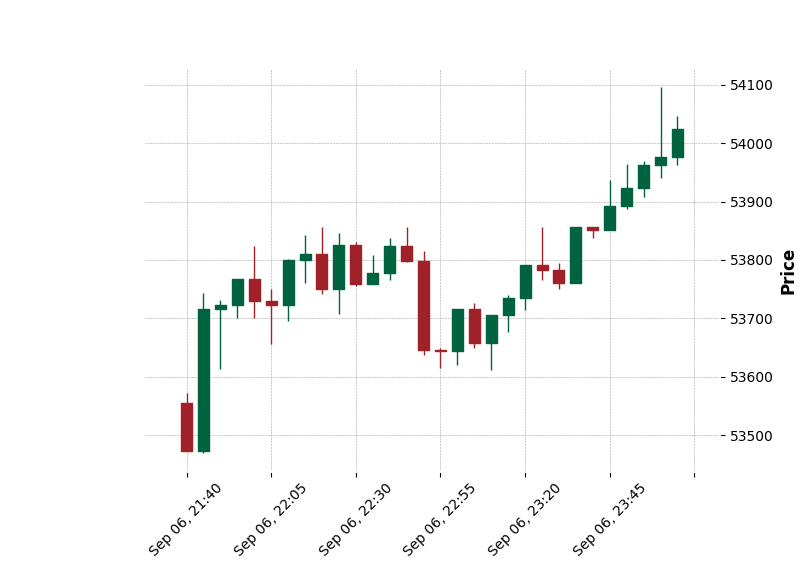 54100
54000
53900
53800
53700
53600
53500
Price
Sep 06, 21:40
Sep 06, 22:05
Sep 06, 22:30
Sep 06, 22:55
Sep 06, 23:20
Sep 06, 23:45